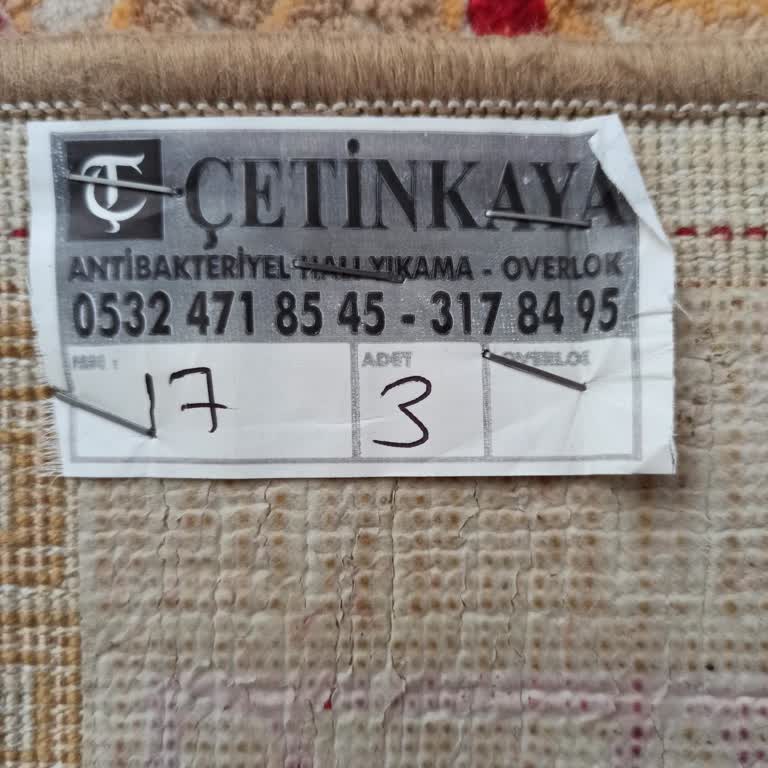 ÇETİNKAYA
ANTİBAKTERİYEL HALI YIKAMA - OVERLOK
0532 471 85 45 - 317 84 95
ADET OVERLOK
17 3